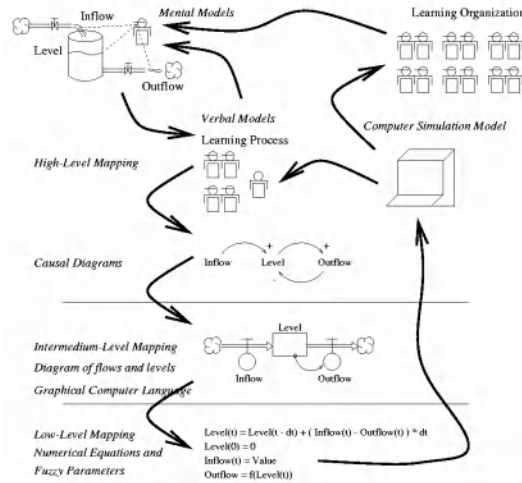 Mental Models
Learning Organization
Inflow
Level
Outflow
Verbal Models
Learning Process
Computer Simulation Model
High-Level Mapping
+
+
Inflow
Level
Outflow
-
Causal Diagrams
Level
Intermedium-Level Mapping
Diagram of flows and levels
Inflow
Outflow
Graphical Computer Language
Low-Level Mapping
Numerical Equations and
Fuzzy Parameters
Level(t) = Level(t - dt) + ( Inflow(t) - Outflow(t) ) * dt
Level(0) = 0
Inflow(t) = Value
Outflow = f(Level(t))